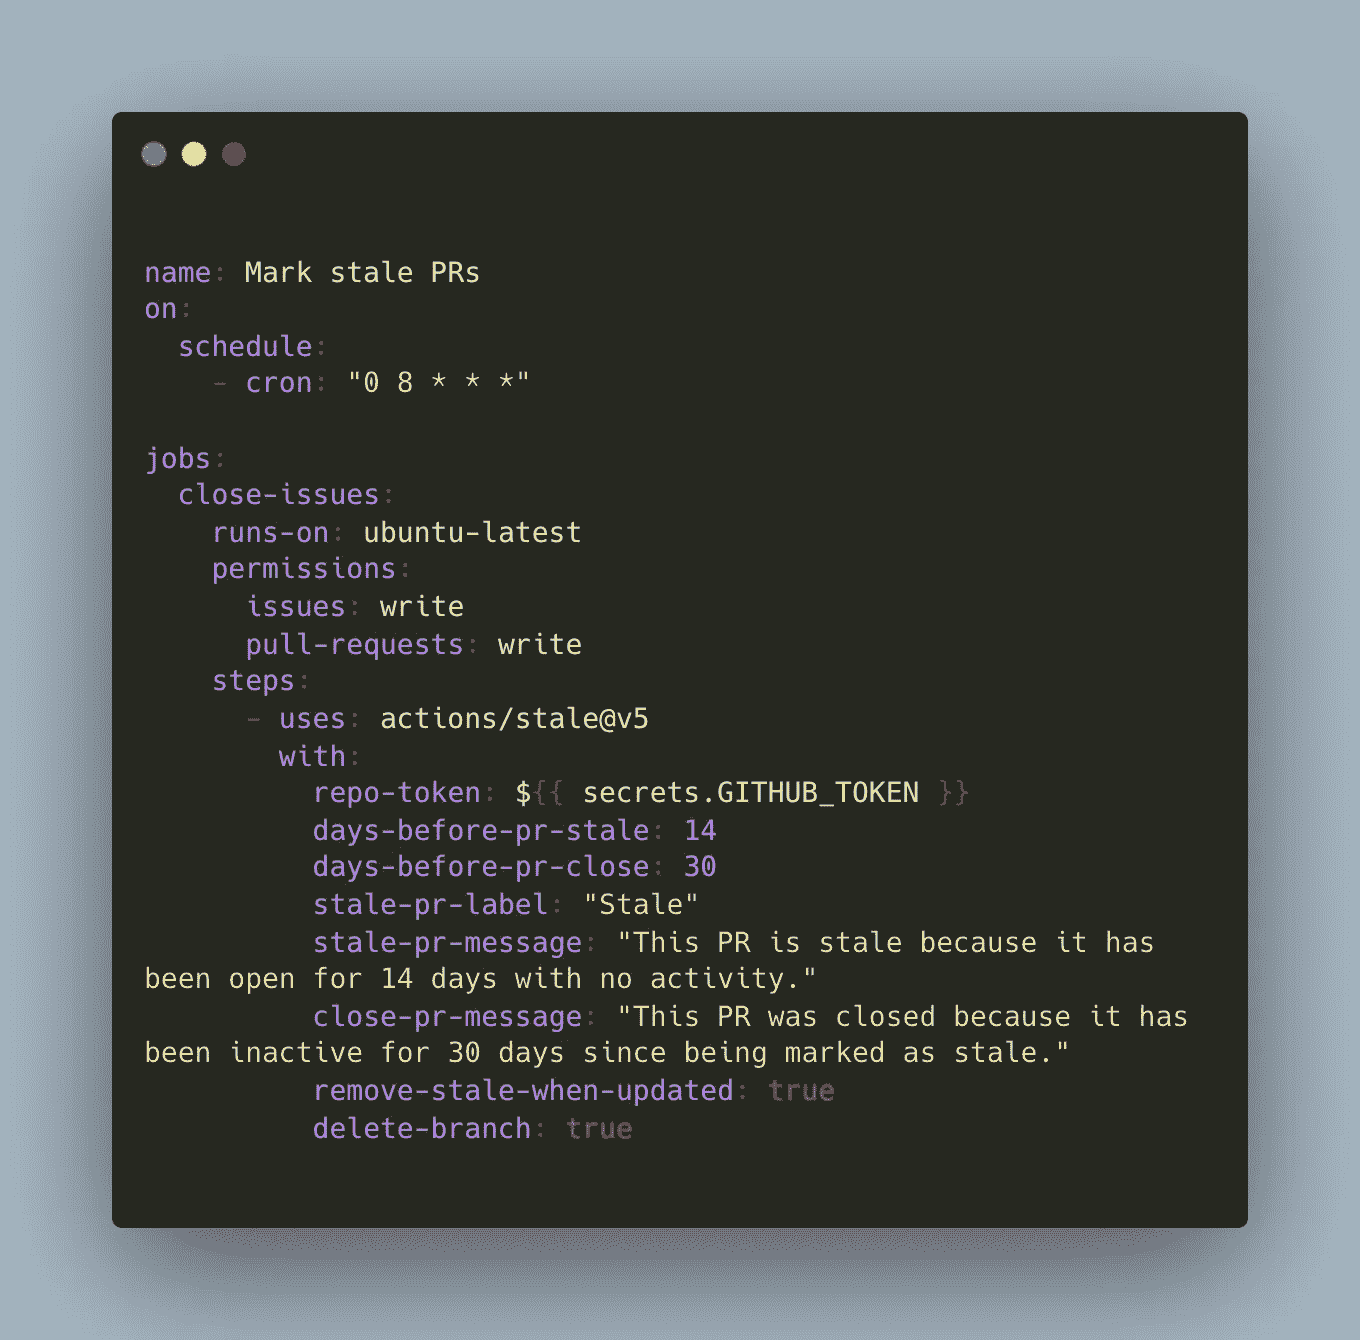 name: Mark stale PRs
on:
  schedule:
    - cron: "0 8 * * *"

jobs:
  close-issues:
    runs-on: ubuntu-latest
    permissions:
      issues: write
      pull-requests: write
    steps:
      - uses: actions/stale@v5
        with:
          repo-token: ${{ secrets.GITHUB_TOKEN }}
          days-before-pr-stale: 14
          days-before-pr-close: 30
          stale-pr-label: "Stale"
          stale-pr-message: "This PR is stale because it has
been open for 14 days with no activity."
          close-pr-message: "This PR was closed because it has
been inactive for 30 days since being marked as stale."
          remove-stale-when-updated: true
          delete-branch: true